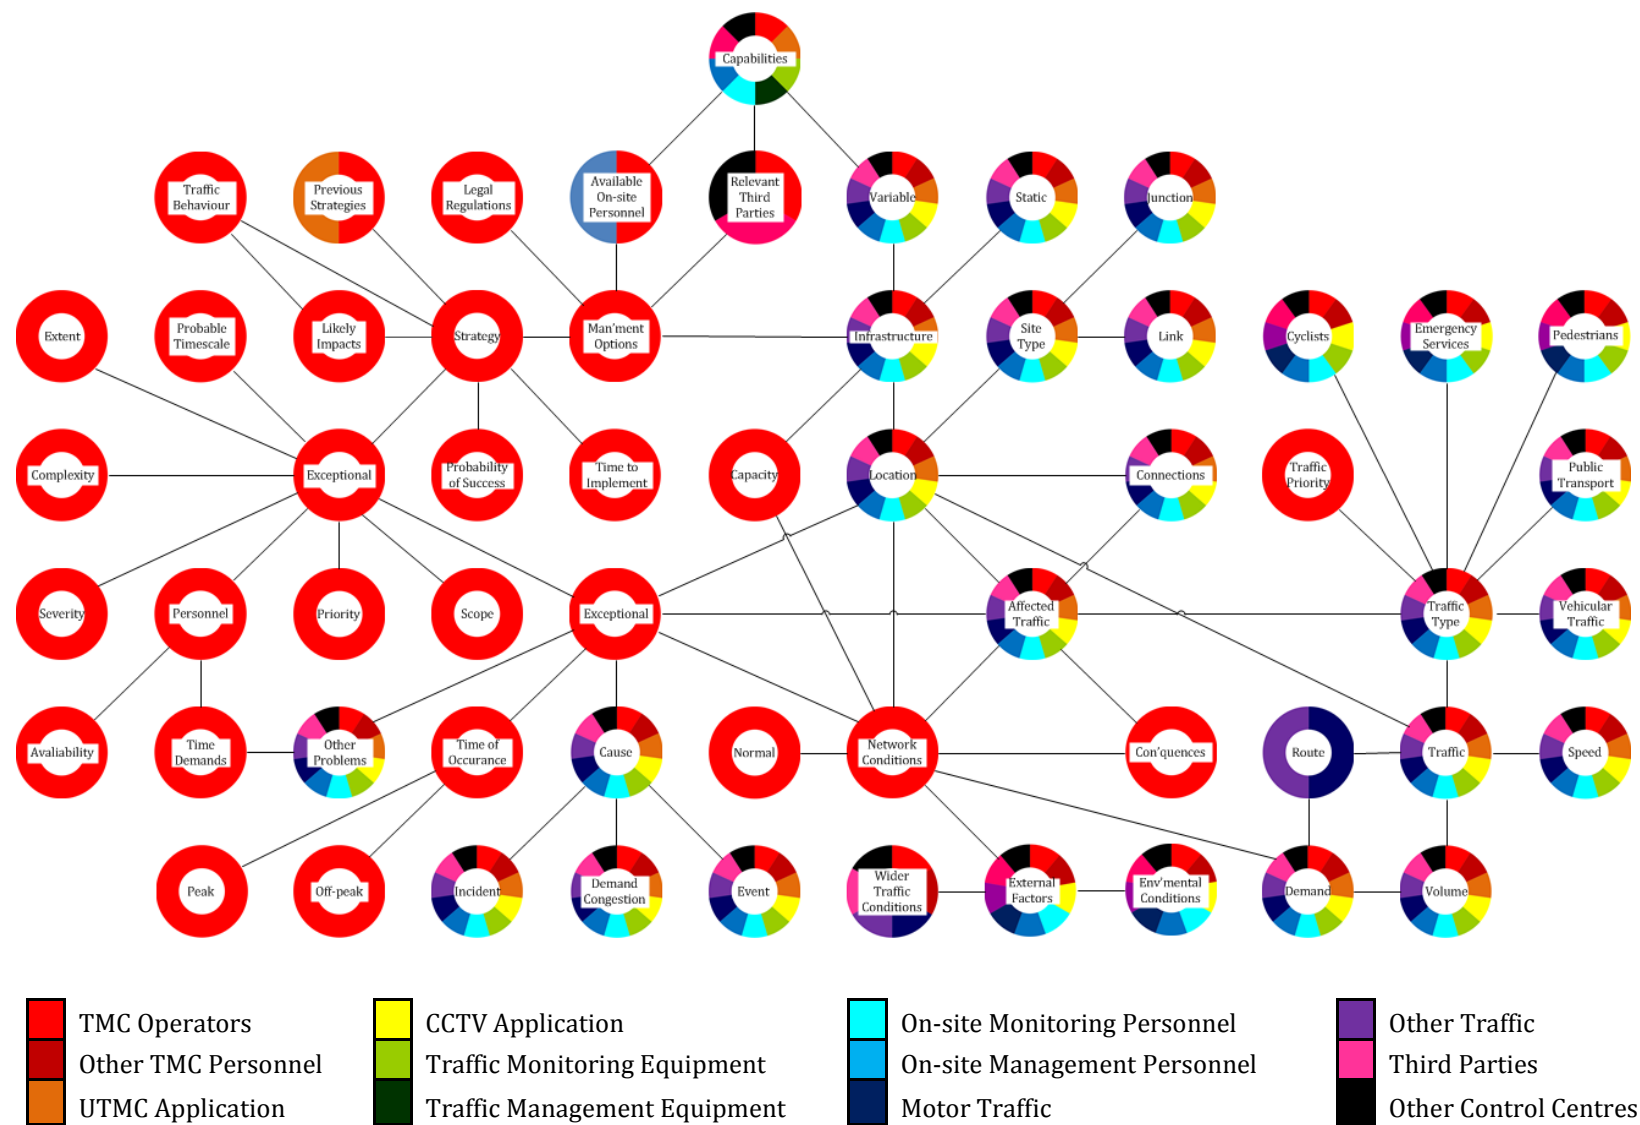 Capabilities
Traffic
Behaviour
Previous
Strategies
Legal
Regulations
Available
On-site
Personnel
Relevant
Third
Parties
Variable
Static
Junction
Extent
Probable
Timescale
Likely
Impacts
Strategy
Man'ment
Options
Infrastructure
Site
Type
Link
Cyclists
Emergency
Services
Pedestrians
Complexity
Exceptional
Probability
of Success
Time to
Implement
Capacity
Location
Connections
Traffic
Priority
Public
Transport
Severity
Personnel
Priority
Scope
Exceptional
Affected
Traffic
Traffic
Type
Vehicular
Traffic
Avaliability
Time
Demands
Other
Problems
Time of
Occurance
Cause
Normal
Network
Conditions
Con'quences
Route
Traffic
Speed
Peak
Off-peak
Incident
Demand
Congestion
Event
Wider
Traffic
Conditions
External
Factors
Env'mental
Conditions
Demand
Volume
TMC Operators
Other TMC Personnel
UTMC Application
CCTV Application
Traffic Monitoring Equipment
Traffic Management Equipment
On-site Monitoring Personnel
On-site Management Personnel
Motor Traffic
Other Traffic
Third Parties
Other Control Centres